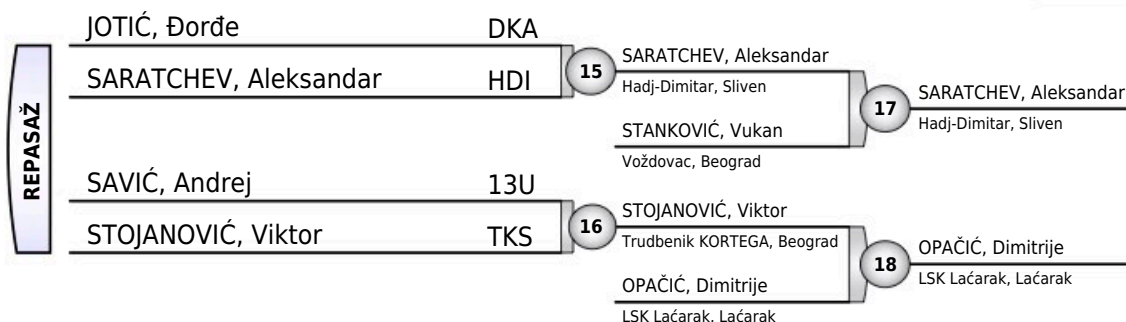 REPASAŽ
JOTIĆ, Đorđe DKA
SARATCHEV, Aleksandar HDI
15
SARATCHEV, Aleksandar
Hadj-Dimitar, Sliven
STANKOVIĆ, Vukan
Voždovac, Beograd
17
SARATCHEV, Aleksandar
Hadj-Dimitar, Sliven
SAVIĆ, Andrej 13U
STOJANOVIĆ, Viktor TKS
16
STOJANOVIĆ, Viktor
Trudbenik KORTEGA, Beograd
OPAČIĆ, Dimitrije
LSK Laćarak, Laćarak
18
OPAČIĆ, Dimitrije
LSK Laćarak, Laćarak